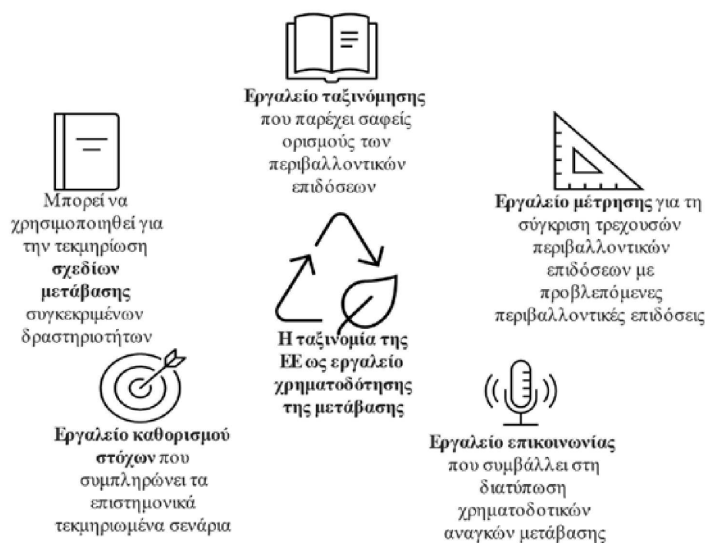 Εργαλείο ταξινόμησης
που παρέχει σαφείς
ορισμούς των
περιβαλλοντικών
επιδόσεων
Μπορεί να
χρησιμοποιηθεί για
την τεκμηρίωση
σχεδίων
μετάβασης
συγκεκριμένων
δραστηριοτήτων
Εργαλείο μέτρησης για τη
σύγκριση τρεχουσών
περιβαλλοντικών
επιδόσεων με
προβλεπόμενες
περιβαλλοντικές επιδόσεις
Η ταξινομία της
ΕΕ ως εργαλείο
χρηματοδότησης
της μετάβασης
Εργαλείο καθορισμού
στόχων που
συμπληρώνει τα
επιστημονικά
τεκμηριωμένα σενάρια
Εργαλείο επικοινωνίας
που συμβάλλει στη
διατύπωση
χρηματοδοτικών
αναγκών μετάβασης